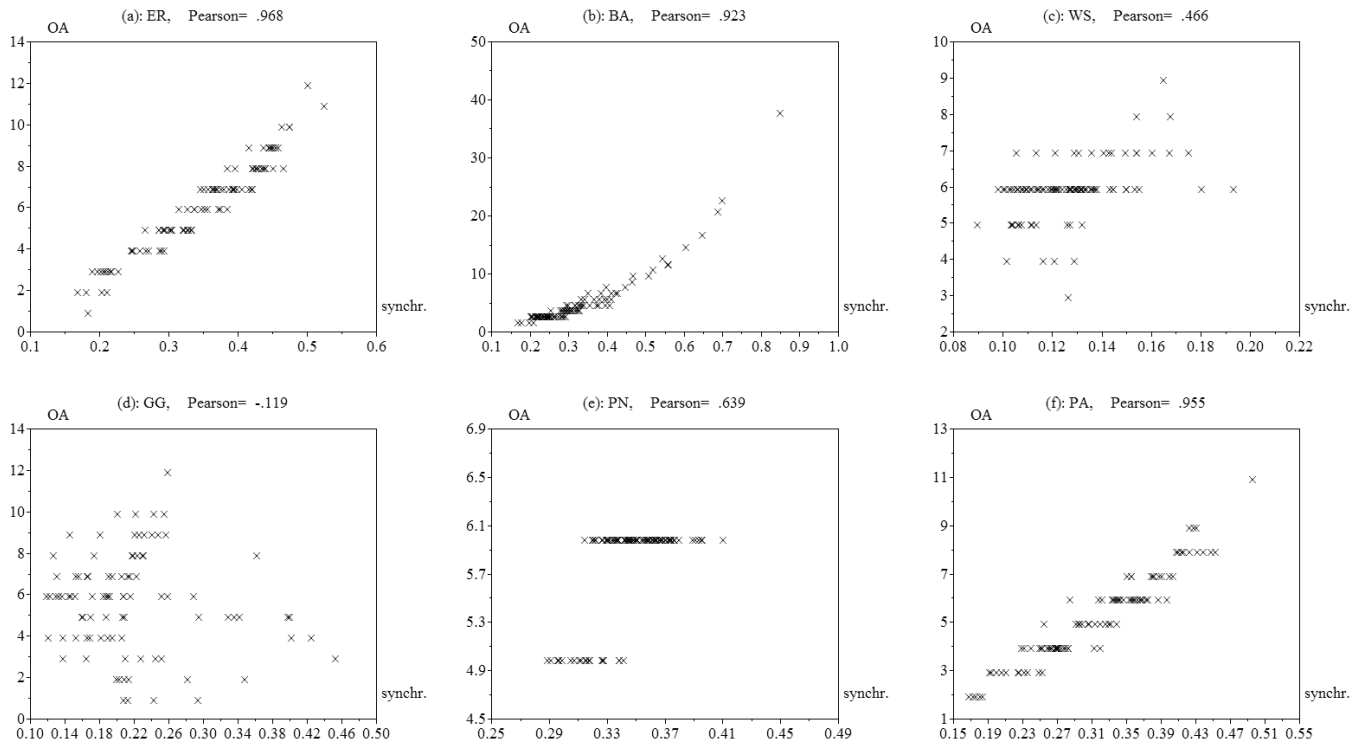 (a): ER, Pearson= .968
OA
14
12
10
8
6
4
2
0
0.1 0.2 0.3 0.4 0.5 0.6
synchr.
(b): BA, Pearson= .923
OA
50
40
30
20
10
0
0.1 0.2 0.3 0.4 0.5 0.6 0.7 0.8 0.9 1.0
synchr.
(c): WS, Pearson= .466
OA
10
9
8
7
6
5
4
3
2
0.08 0.10 0.12 0.14 0.16 0.18 0.20 0.22
synchr.
(d): GG, Pearson= -.119
OA
14
12
10
8
6
4
2
0
0.10 0.14 0.18 0.22 0.26 0.30 0.34 0.38 0.42 0.46 0.50
synchr.
(e): PN, Pearson= .639
OA
6.9
6.5
6.1
5.7
5.3
4.9
4.5
0.25 0.29 0.33 0.37 0.41 0.45 0.49
synchr.
(f): PA, Pearson= .955
OA
13
11
9
7
5
3
1
0.15 0.19 0.23 0.27 0.31 0.35 0.39 0.43 0.47 0.51 0.55
synchr.